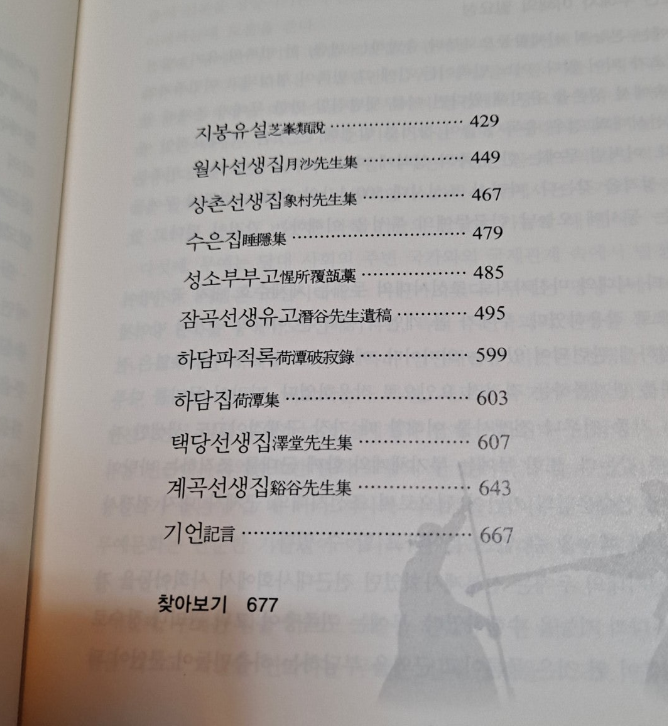 지봉유설芝峯類說 ························ 429
월사선생집月沙先生集 ·················· 449
상촌선생집象村先生集 ·················· 467
수은집睡隱集 ······························ 479
성소부부고惺所覆瓿藁 ·················· 485
잠곡선생유고潛谷先生遺稿 ············ 495
하담파적록荷潭破寂錄 ·················· 599
하담집荷潭集 ······························ 603
택당선생집澤堂先生集 ·················· 607
계곡선생집谿谷先生集 ·················· 643
기언記言 ···································· 667
찾아보기 677